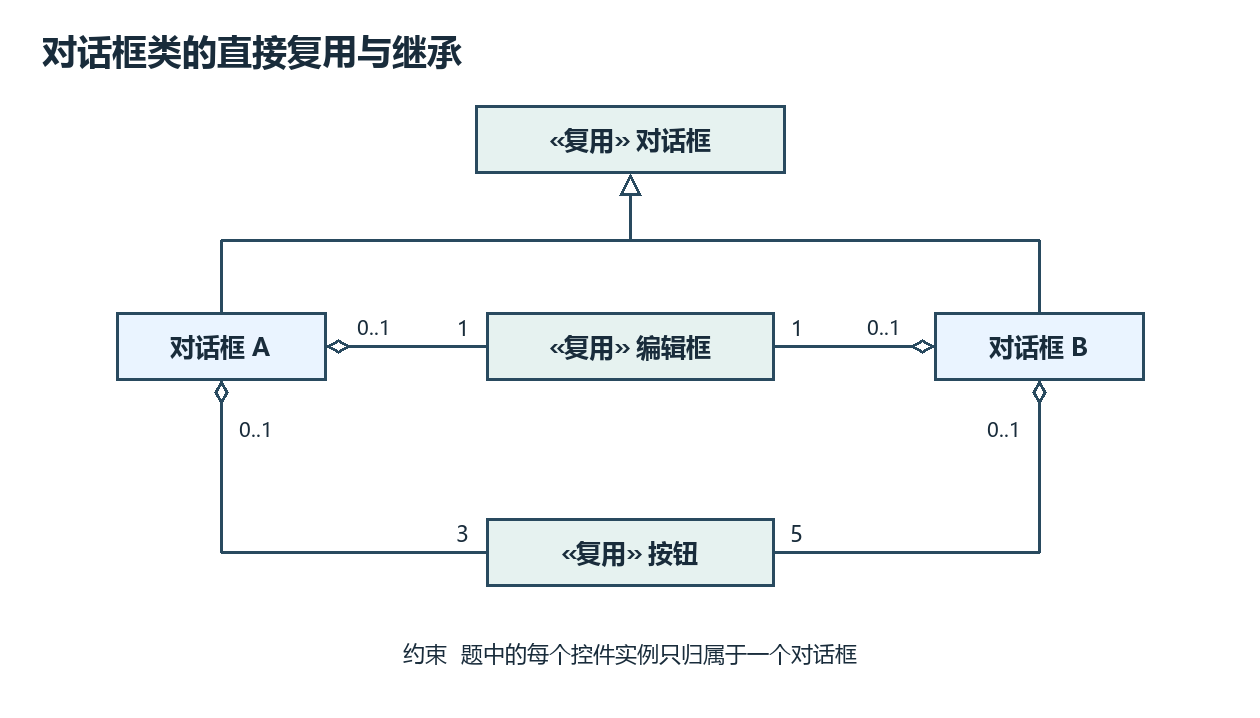 对话框类的直接复用与继承
«复用» 对话框
对话框 A
0..1
1
«复用» 编辑框
1
0..1
对话框 B
0..1
0..1
3
«复用» 按钮
5
约束 题中的每个控件实例只归属于一个对话框